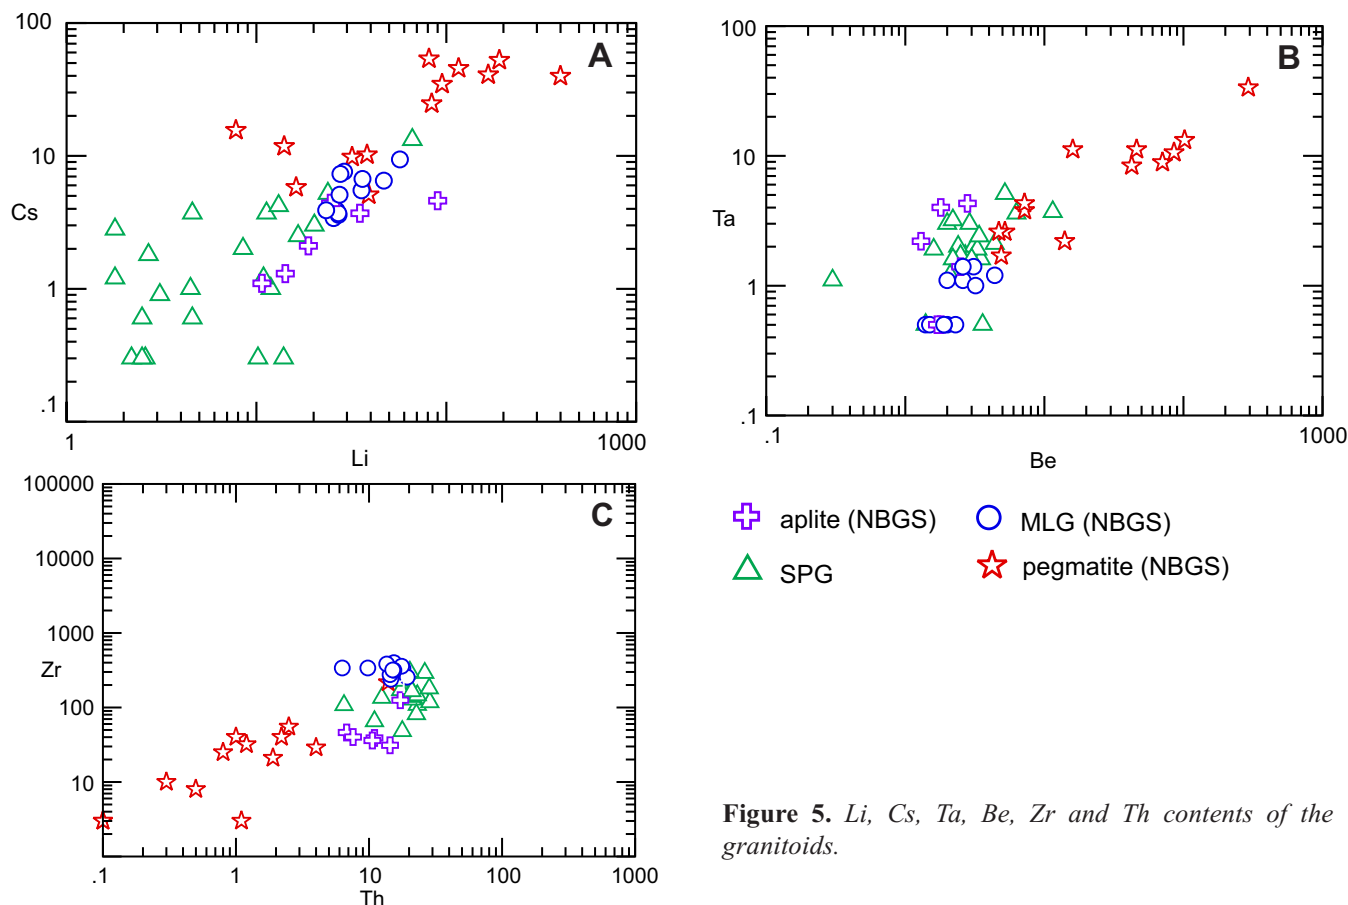 100
A
10
Cs
1
.1
1
1000
Li
100
B
Ta
10
1
.1
.1
10
1000
Be
100000
C
10000
1000
Zr
100
10
.1
1
10
100
1000
Th
aplite (NBGS)
MLG (NBGS)
SPG
pegmatite (NBGS)
Figure 5. Li, Cs, Ta, Be, Zr and Th contents of the
granitoids.